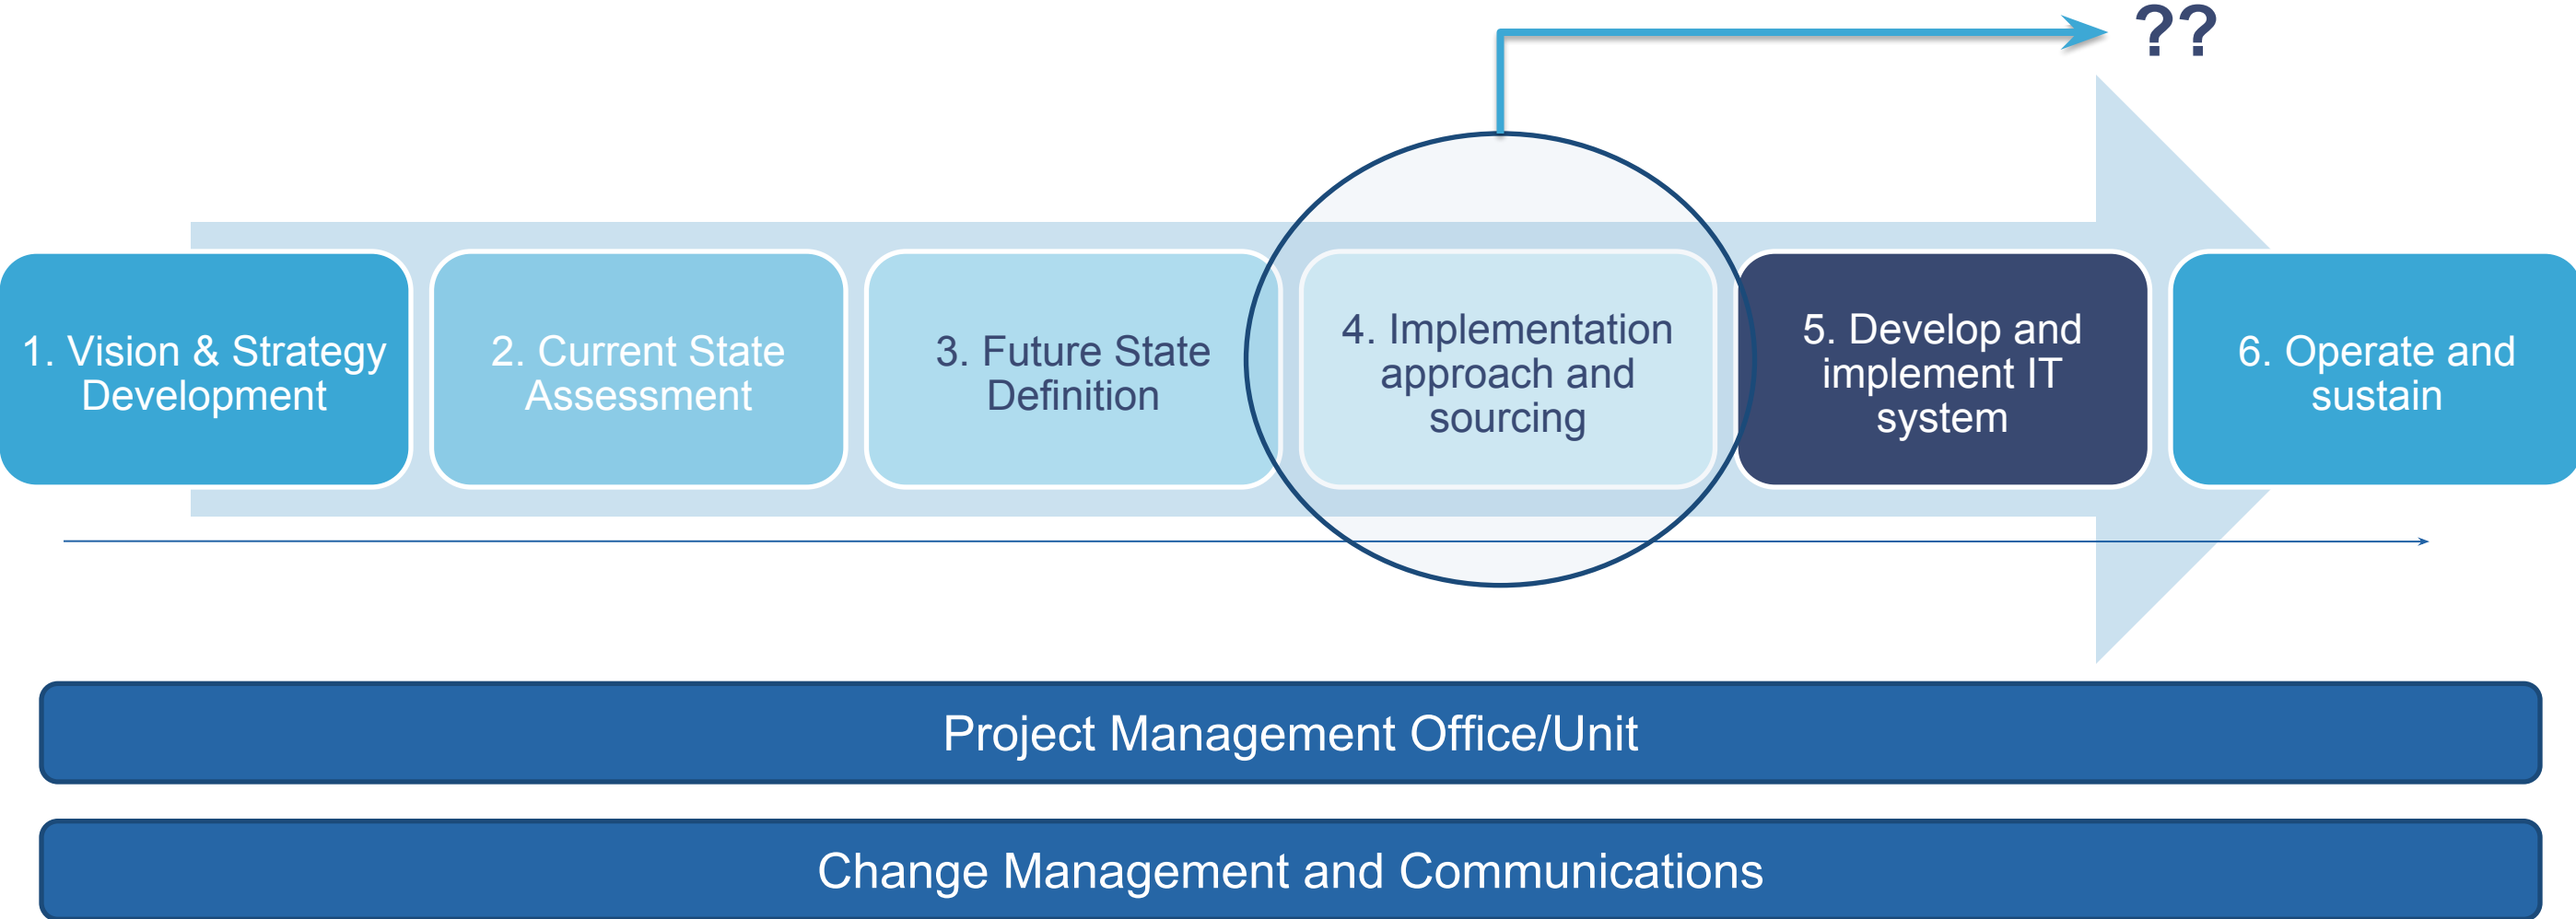 ??
1. Vision & Strategy
Development
2. Current State
Assessment
3. Future State
Definition
4. Implementation
approach and
sourcing
5. Develop and
implement IT
system
6. Operate and
sustain
Project Management Office/Unit
Change Management and Communications